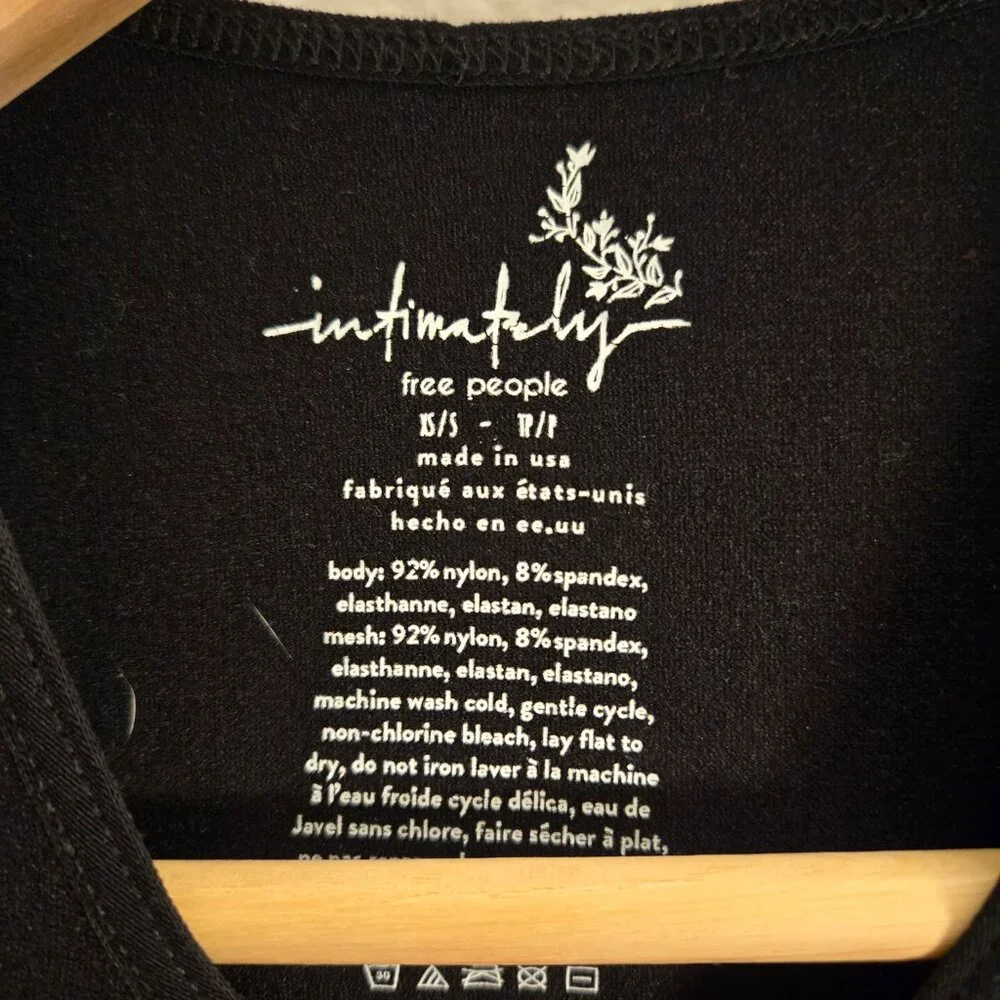 intimately
free people
XS/S - TP/P
made in usa
fabriqué aux états-unis
hecho en ee.uu
body: 92% nylon, 8% spandex,
elasthanne, elastan, elastano
mesh: 92% nylon, 8% spandex,
elasthanne, elastan, elastano,
machine wash cold, gentle cycle,
non-chlorine bleach, lay flat to
dry, do not iron laver à la machine
à l'eau froide cycle délica, eau de
Javel sans chlore, faire sécher à plat,
ne pas
30